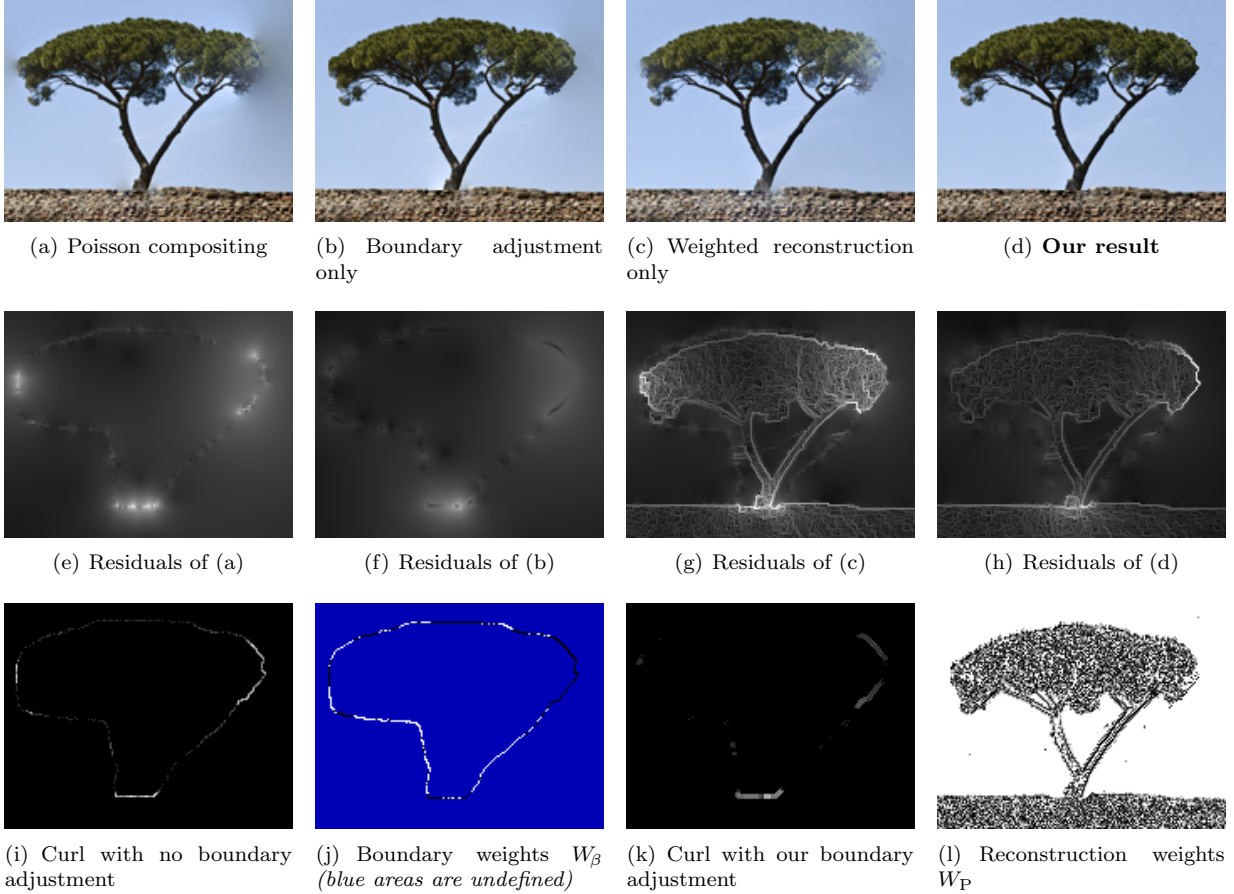 (a) Poisson compositing
(b) Boundary adjustment only
(c) Weighted reconstruction only
(d) Our result
(e) Residuals of (a)
(f) Residuals of (b)
(g) Residuals of (c)
(h) Residuals of (d)
(i) Curl with no boundary adjustment
(j) Boundary weights Wβ (blue areas are undefined)
(k) Curl with our boundary adjustment
(l) Reconstruction weights WP